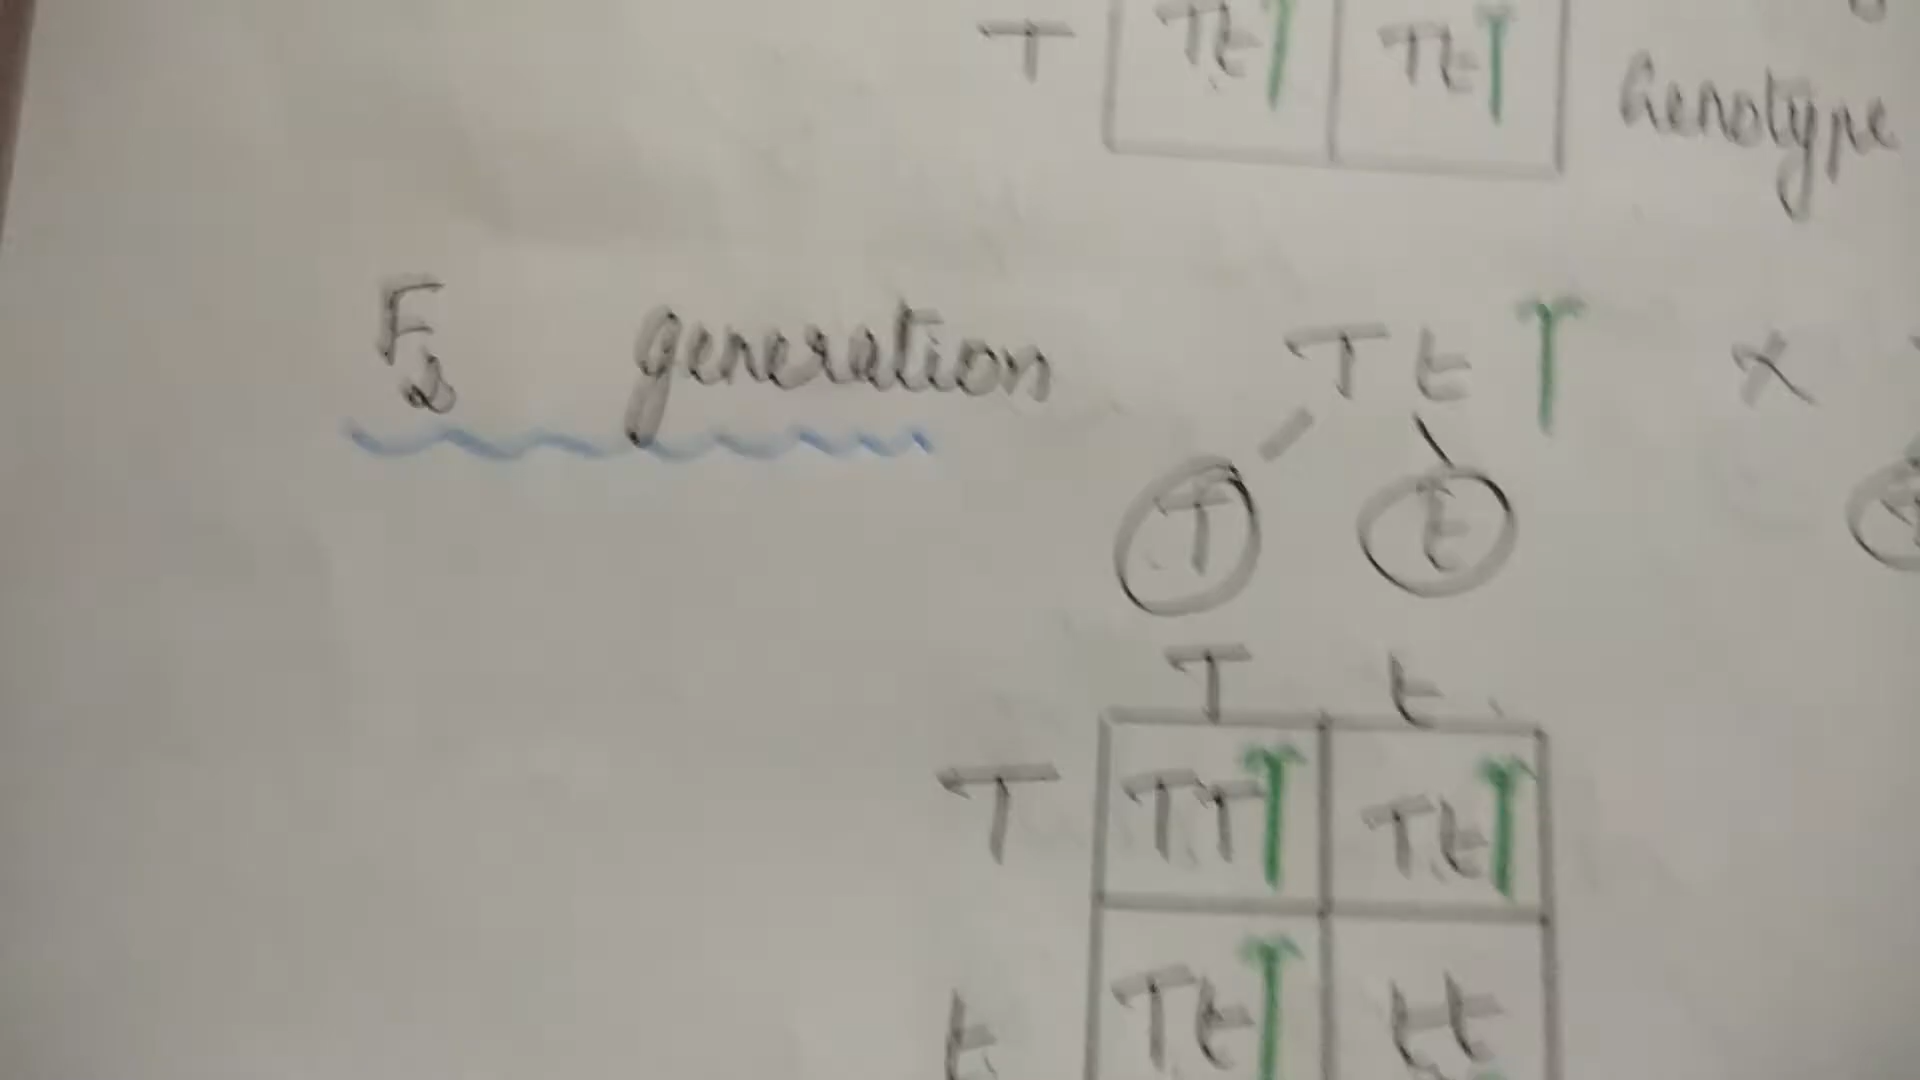 T Tt Tt Genotype
F2 generation Tt x
T t
T t
T TT Tt
t Tt tt